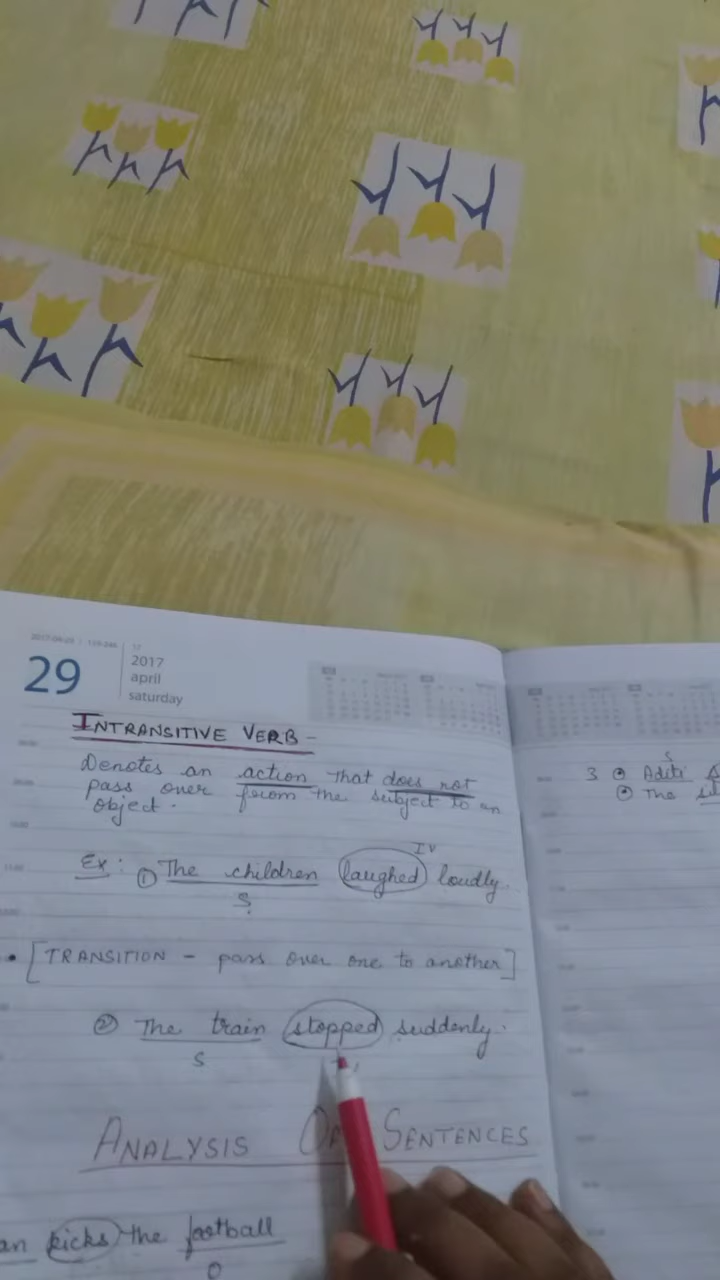 29
2017
april
saturday
INTRANSITIVE VERB -
Denotes an action that does not
pass over from the subject to an
object.
IV
Ex: ① The children laughed loudly.
S
• [TRANSITION - pass over one to another]
② The train stopped suddenly.
S
ANALYSIS SENTENCES
kicks the football
O
S
3 Aditi
The